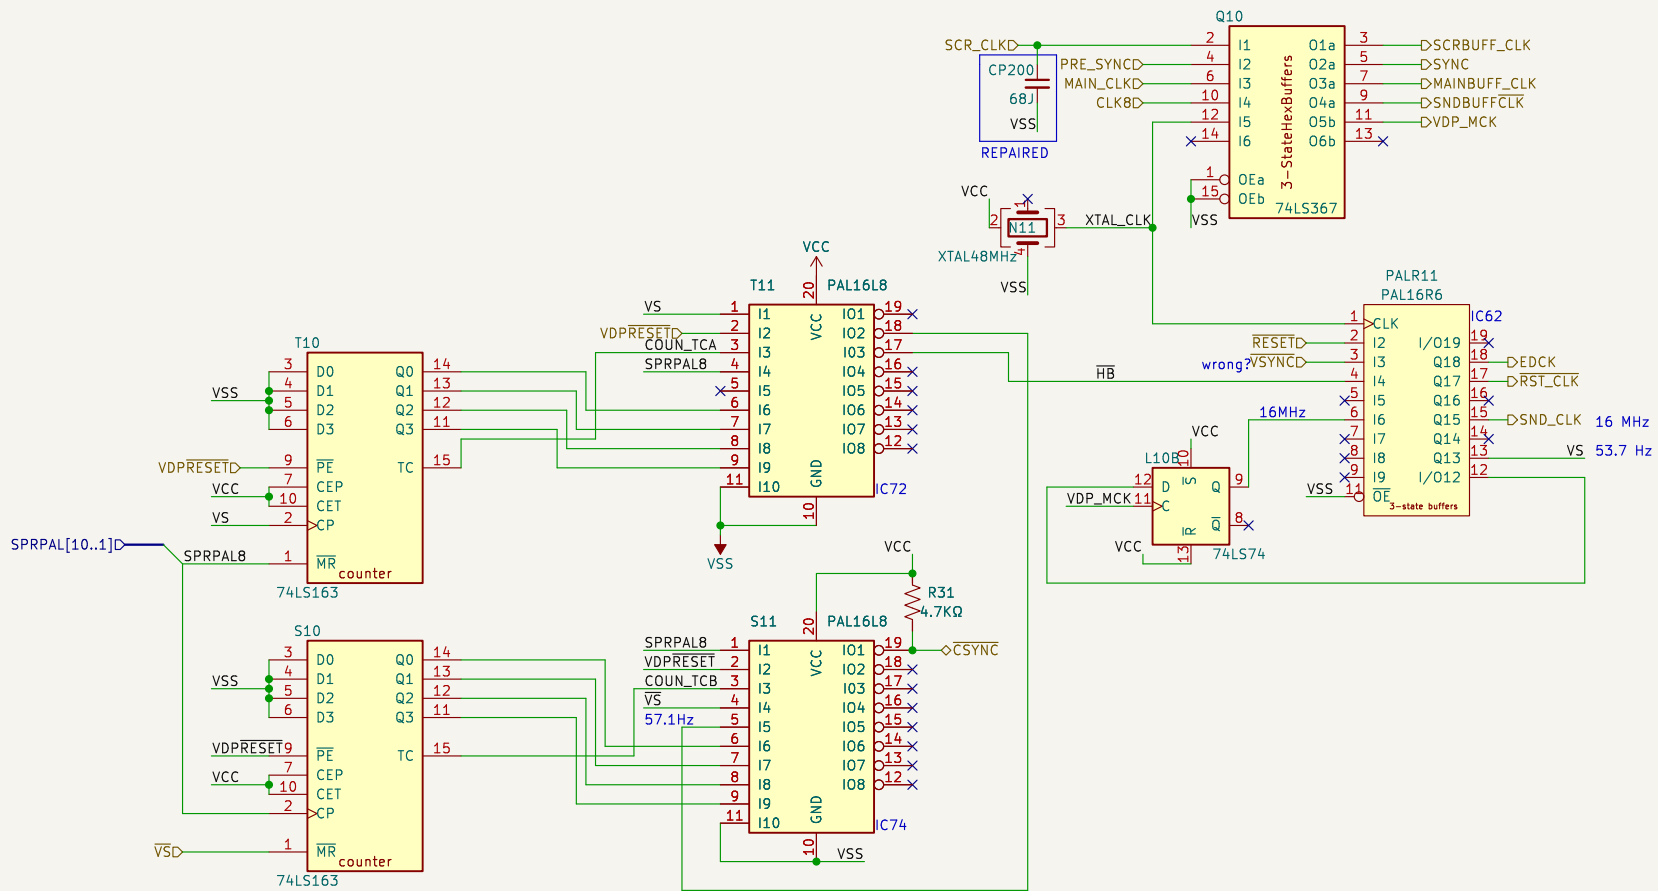 Q10
SCR_CLK
2 I1 O1a 3 SCRBUFF_CLK
PRE_SYNC 4 I2 O2a 5 SYNC
MAIN_CLK 6 I3 O3a 7 MAINBUFF_CLK
CLK8 10 I4 O4a 9 SNDBUFFCLK
12 I5 O5b 11 VDP_MCK
14 I6 O6b 13
1 OEa
15 OEb
3-StateHexBuffers
74LS367
VSS
CP200
68J
VSS
REPAIRED
VCC
1
2 N11 3
4
XTAL_CLK
XTAL48MHz
VSS
PALR11
PAL16R6
IC62
1 CLK
RESET 2 I2 I/O19 19
wrong? VSYNC 3 I3 Q18 18 EDCK
HB 4 I4 Q17 17 RST_CLK
5 I5 Q16 16
16MHz 6 I6 Q15 15 SND_CLK 16 MHz
7 I7 Q14 14
8 I8 Q13 13 VS 53.7 Hz
9 I9 I/O12 12
VSS 11 OE
3-state buffers
VCC
L10B
10
S
12 D Q 9
VDP_MCK 11 C
Q 8
R
13
VCC
74LS74
VCC
T11 20 PAL16L8
VCC
VS 1 I1 IO1 19
VDPRESET 2 I2 IO2 18
COUN_TCA 3 I3 IO3 17
SPRPAL8 4 I4 IO4 16
5 I5 IO5 15
6 I6 IO6 14
7 I7 IO7 13
8 I8 IO8 12
9 I9
11 I10
GND
10
IC72
VSS
T10
3 D0 Q0 14
4 D1 Q1 13
VSS
5 D2 Q2 12
6 D3 Q3 11
VDPRESET 9 PE TC 15
7 CEP
VCC
10 CET
VS 2 CP
SPRPAL[10..1]
SPRPAL8 1 MR
counter
74LS163
S10
3 D0 Q0 14
4 D1 Q1 13
VSS
5 D2 Q2 12
6 D3 Q3 11
VDPRESET 9 PE TC 15
7 CEP
VCC
10 CET
2 CP
VS 1 MR
counter
74LS163
VCC
R31
4.7KΩ
S11 20 PAL16L8
VCC
SPRPAL8 1 I1 IO1 19 CSYNC
VDPRESET 2 I2 IO2 18
COUN_TCB 3 I3 IO3 17
VS 4 I4 IO4 16
57.1Hz 5 I5 IO5 15
6 I6 IO6 14
7 I7 IO7 13
8 I8 IO8 12
9 I9
11 I10
GND
10
IC74
VSS